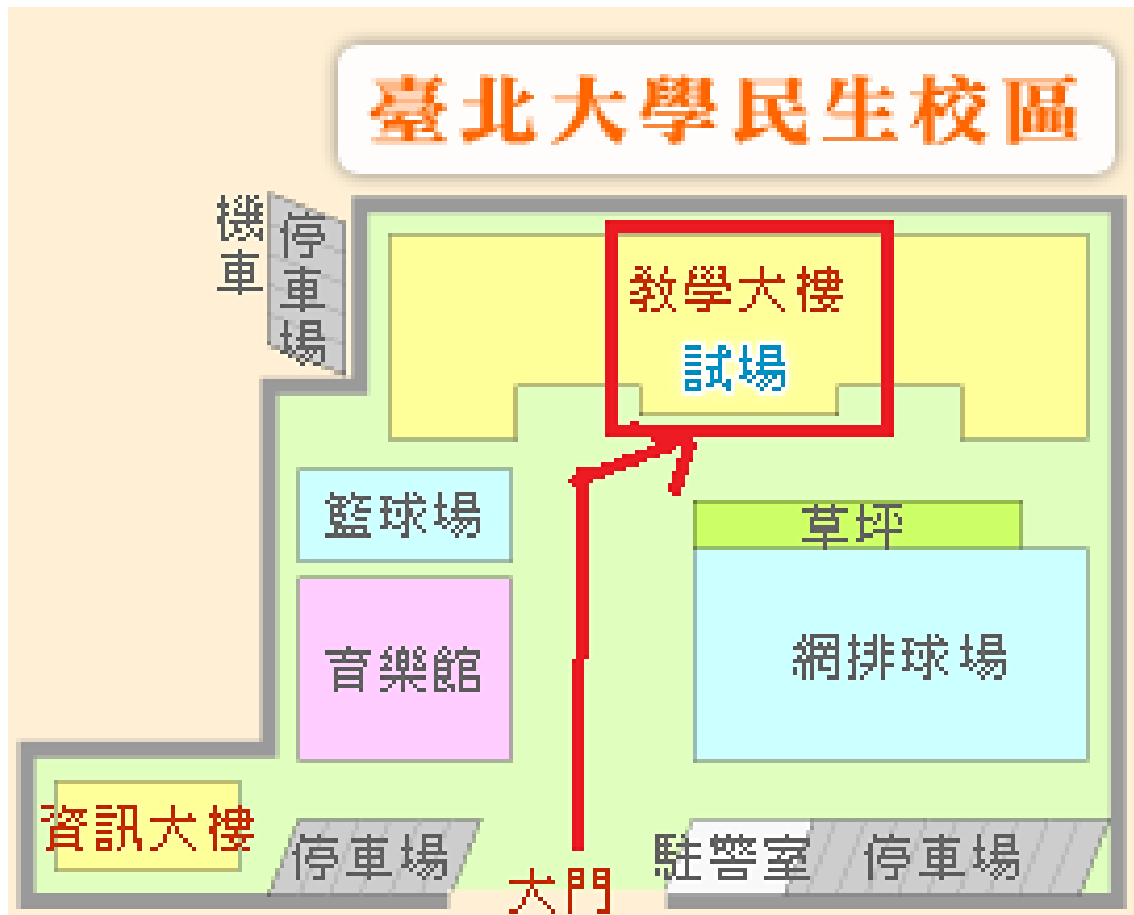 臺北大學民生校區
機車
停車場
教學大樓
試場
籃球場
草坪
音樂館
網排球場
資訊大樓
停車場
大門
駐警室
停車場